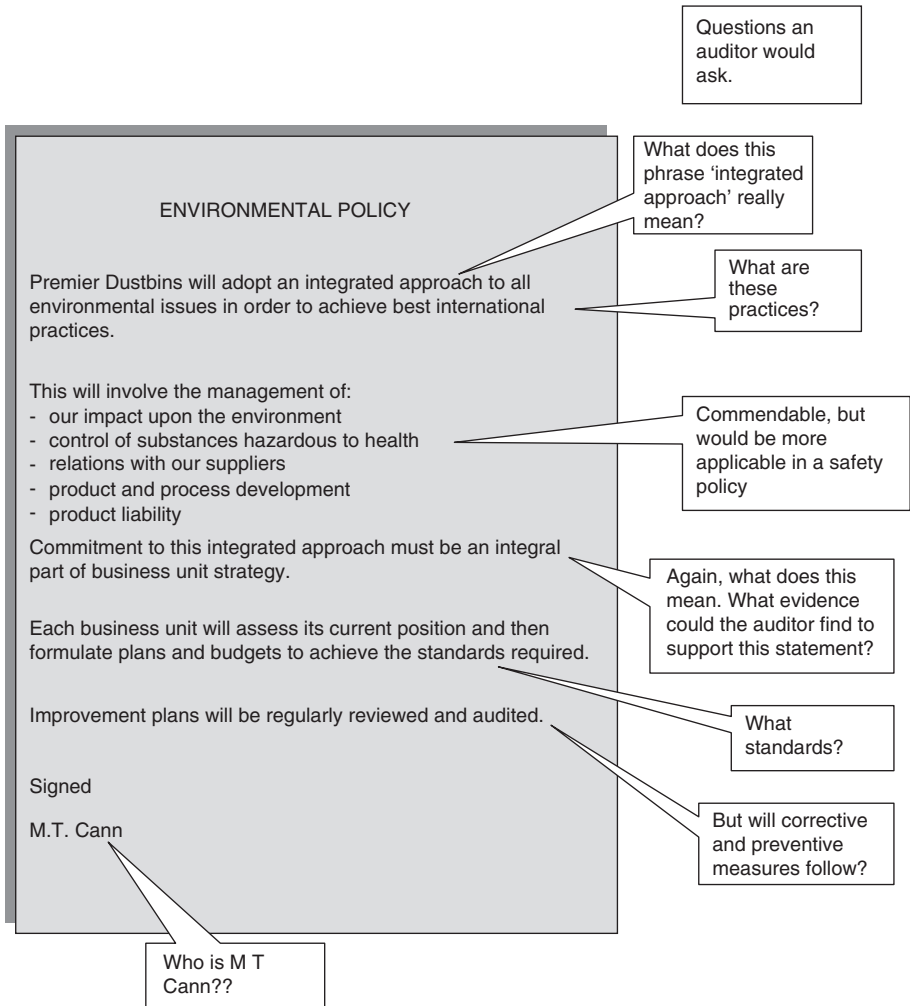 Questions an
auditor would
ask.
What does this
phrase ‘integrated
approach’ really
mean?
ENVIRONMENTAL POLICY
Premier Dustbins will adopt an integrated approach to all
environmental issues in order to achieve best international
practices.
What are
these
practices?
This will involve the management of:
- our impact upon the environment
- control of substances hazardous to health
- relations with our suppliers
- product and process development
- product liability
Commendable, but
would be more
applicable in a safety
policy
Commitment to this integrated approach must be an integral
part of business unit strategy.
Again, what does this
mean. What evidence
could the auditor find to
support this statement?
Each business unit will assess its current position and then
formulate plans and budgets to achieve the standards required.
What
standards?
Improvement plans will be regularly reviewed and audited.
But will corrective
and preventive
measures follow?
Signed
M.T. Cann
Who is M T
Cann??